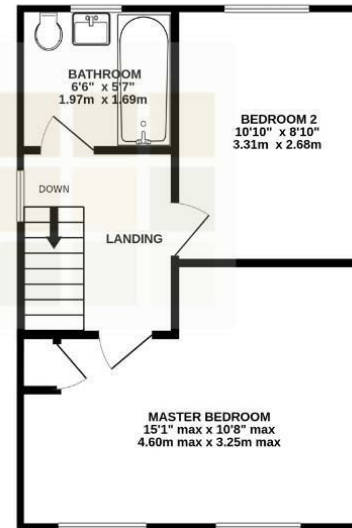 BATHROOM
6'6" x 5'7"
1.97m x 1.69m
BEDROOM 2
10'10" x 8'10"
3.31m x 2.68m
DOWN
LANDING
MASTER BEDROOM
15'1" max x 10'8" max
4.60m max x 3.25m max